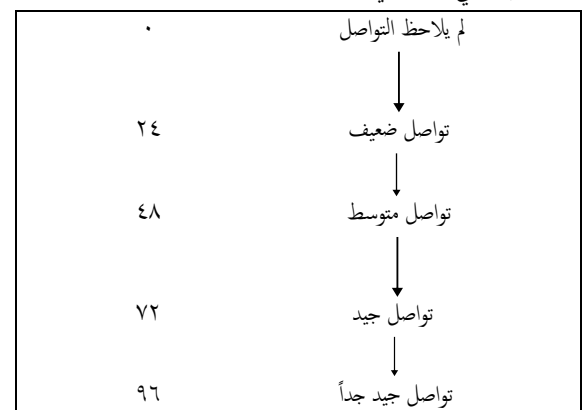 لم يلاحظ التواصل ٠
تواصل ضعيف ٢٤
تواصل متوسط ٤٨
تواصل جيد ٧٢
تواصل جيد جداً ٩٦